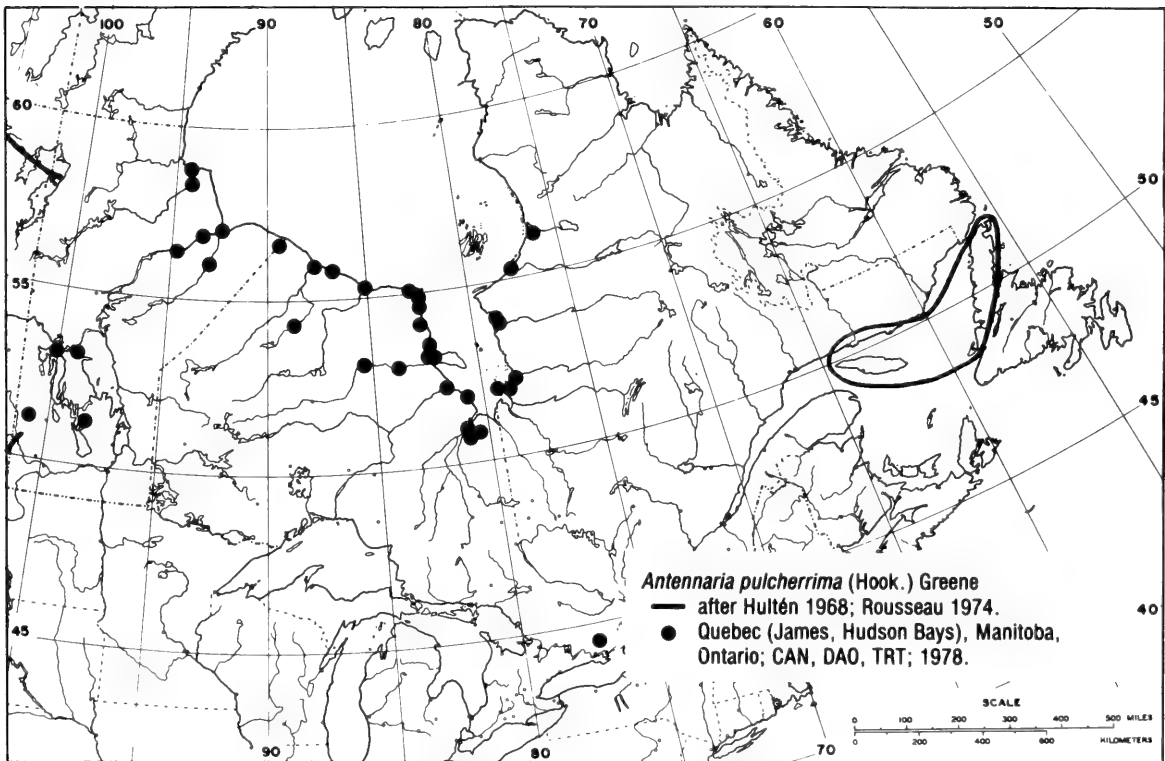 100
90
80
70
60
50
60
50
55
45
40
45
Antennaria pulcherrima (Hook.) Greene
after Hultén 1968; Rousseau 1974.
Quebec (James, Hudson Bays), Manitoba,
Ontario; CAN, DAO, TRT; 1978.
SCALE
0 100 200 300 400 500 MILES
0 200 400 600 KILOMETERS
90
80
70